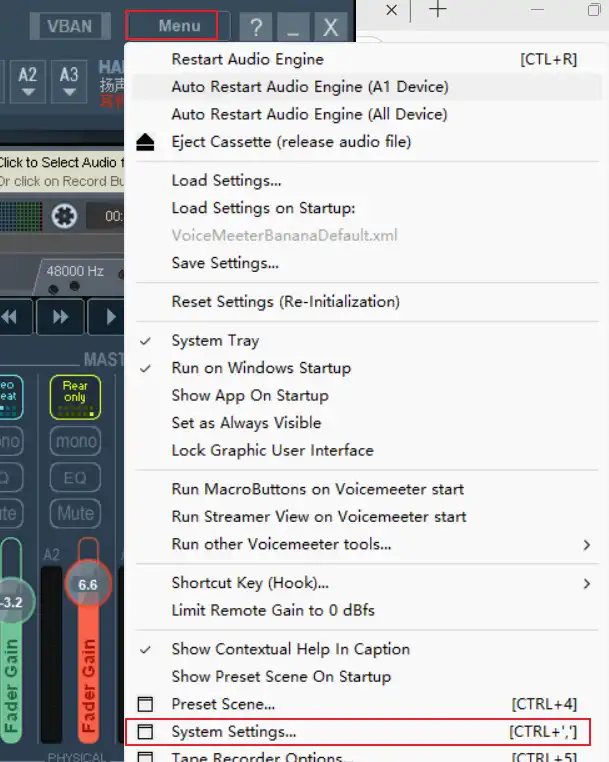 VBAN
Menu
?
_
X
A2
A3
扬声
Click to Select Audio
Or click on Record
00:
48000 Hz
MAST
Rear
only
mono
EQ
Mute
A2
-3.2
6.6
Fader Gain
Fader Gain
PHYSICAL
Restart Audio Engine [CTL+R]
Auto Restart Audio Engine (A1 Device)
Auto Restart Audio Engine (All Device)
Eject Cassette (release audio file)
Load Settings...
Load Settings on Startup:
VoiceMeeterBananaDefault.xml
Save Settings...
Reset Settings (Re-Initialization)
System Tray
Run on Windows Startup
Show App On Startup
Set as Always Visible
Lock Graphic User Interface
Run MacroButtons on Voicemeeter start
Run Streamer View on Voicemeeter start
Run other Voicemeeter tools...
Shortcut Key (Hook)...
Limit Remote Gain to 0 dBfs
Show Contextual Help In Caption
Show Preset Scene On Startup
Preset Scene... [CTRL+4]
System Settings... [CTRL+',']
Tape Recorder Options... [CTRL+5]